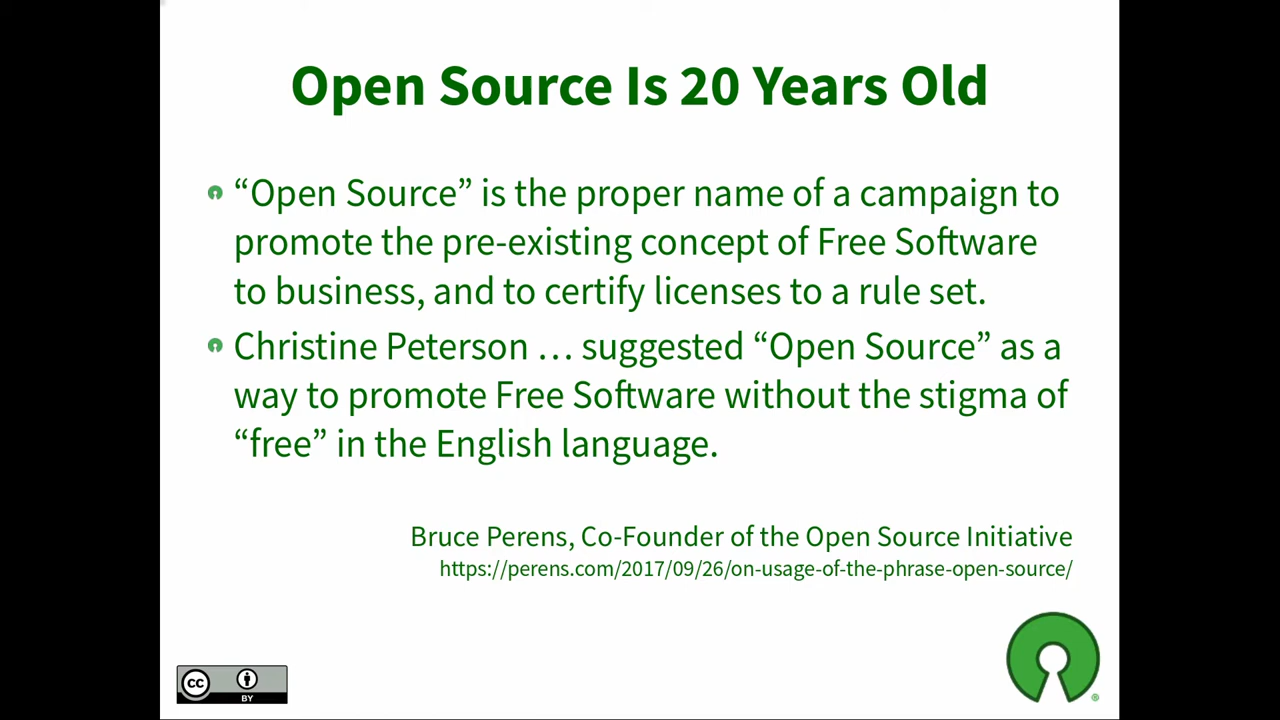 Open Source Is 20 Years Old
“Open Source” is the proper name of a campaign to
promote the pre-existing concept of Free Software
to business, and to certify licenses to a rule set.
Christine Peterson … suggested “Open Source” as a
way to promote Free Software without the stigma of
“free” in the English language.
Bruce Perens, Co-Founder of the Open Source Initiative
https://perens.com/2017/09/26/on-usage-of-the-phrase-open-source/
cc
BY
®